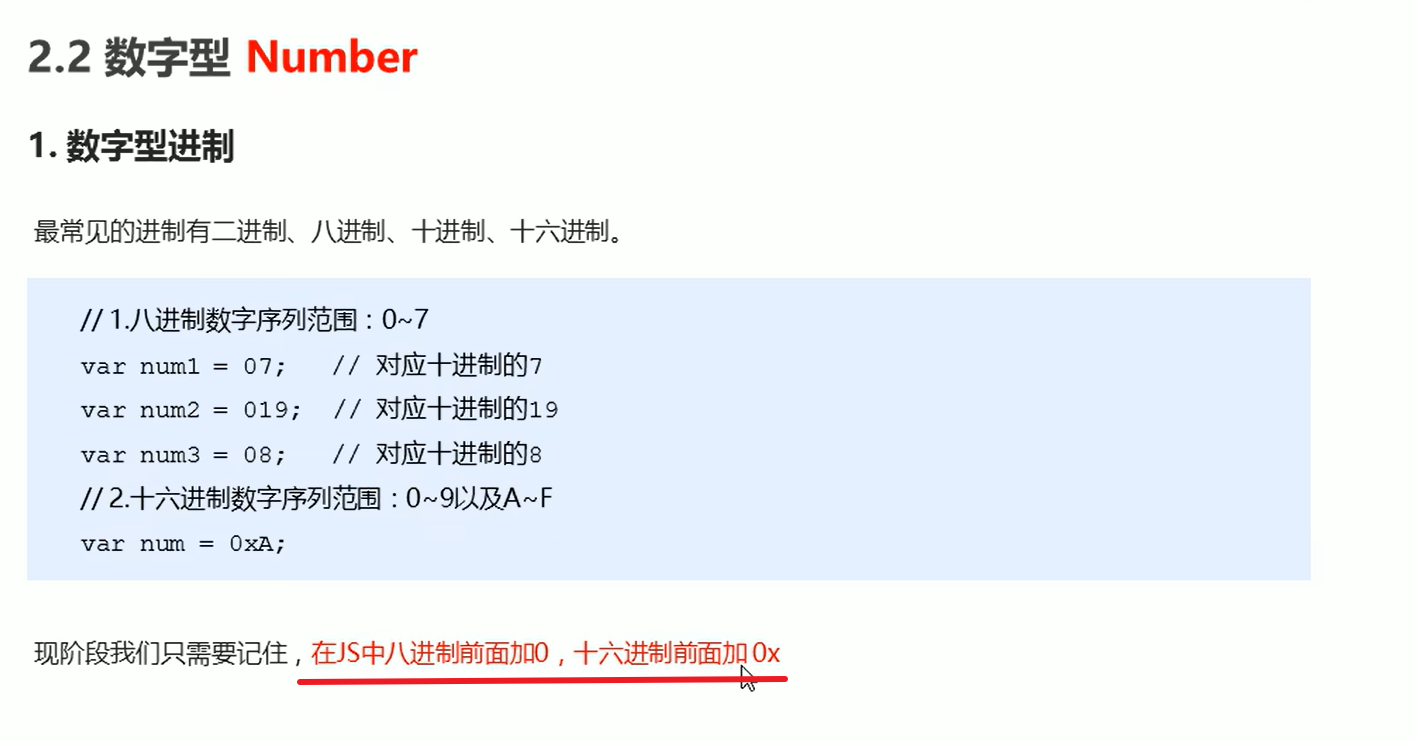 2.2 数字型 Number
1. 数字型进制
最常见的进制有二进制、八进制、十进制、十六进制。
// 1.八进制数字序列范围：0~7
var num1 = 07;   // 对应十进制的7
var num2 = 019;  // 对应十进制的19
var num3 = 08;   // 对应十进制的8
// 2.十六进制数字序列范围：0~9以及A~F
var num = 0xA;
现阶段我们只需要记住，在JS中八进制前面加0，十六进制前面加 0x